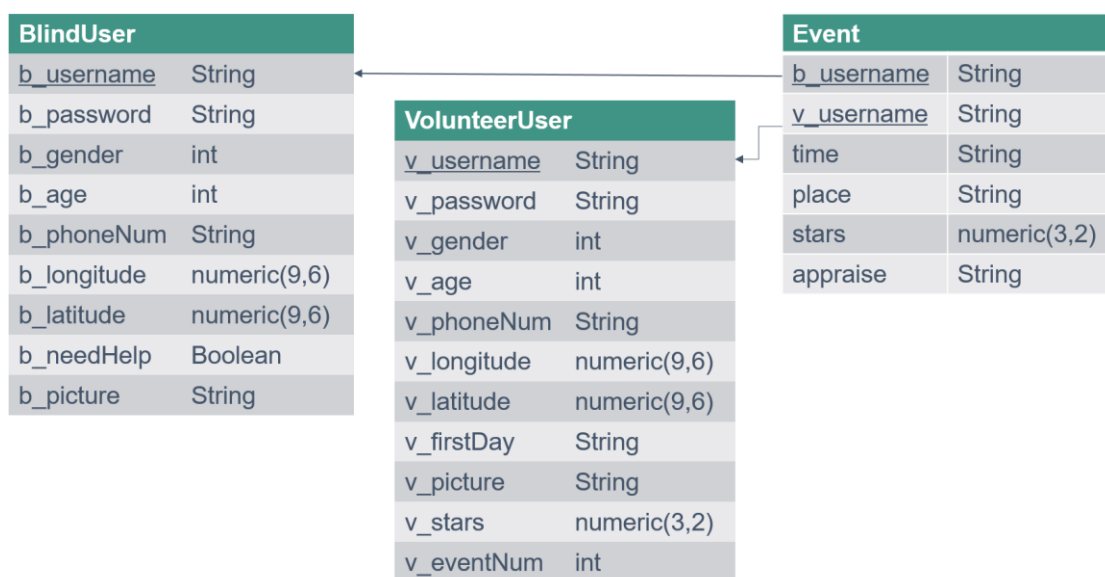 BlindUser
b_username String
b_password String
b_gender int
b_age int
b_phoneNum String
b_longitude numeric(9,6)
b_latitude numeric(9,6)
b_needHelp Boolean
b_picture String
VolunteerUser
v_username String
v_password String
v_gender int
v_age int
v_phoneNum String
v_longitude numeric(9,6)
v_latitude numeric(9,6)
v_firstDay String
v_picture String
v_stars numeric(3,2)
v_eventNum int
Event
b_username String
v_username String
time String
place String
stars numeric(3,2)
appraise String